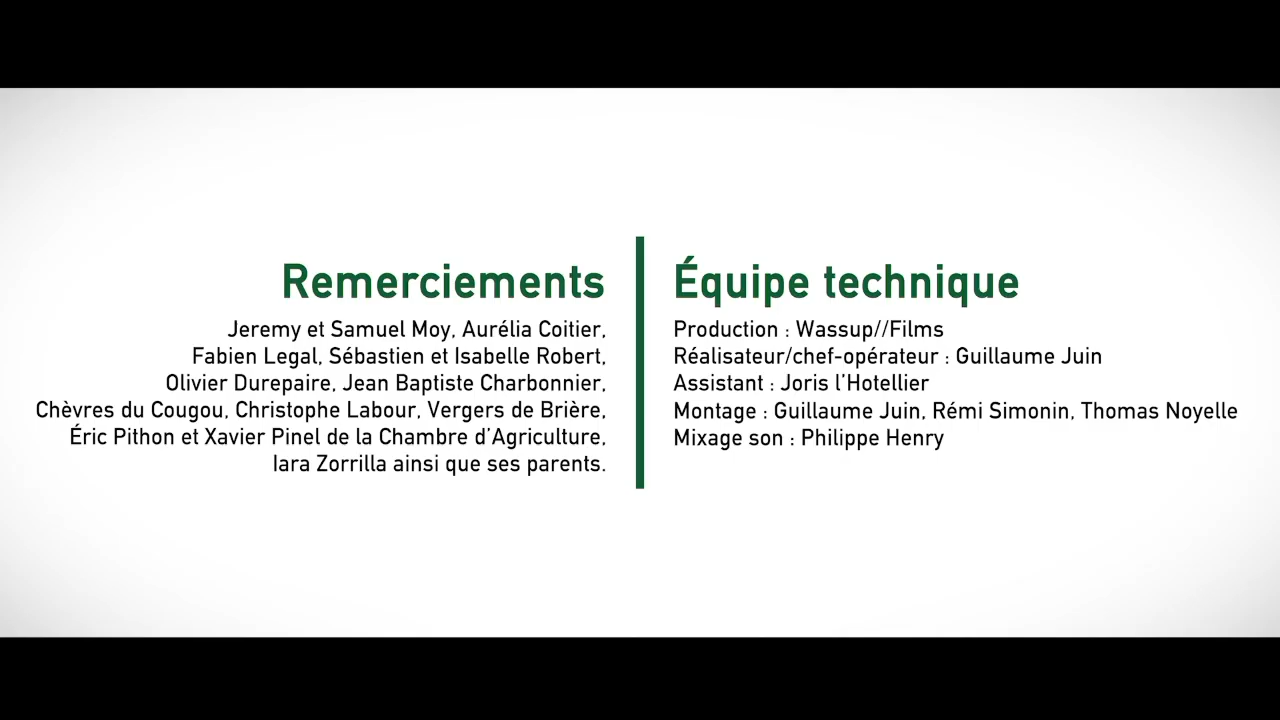 Remerciements
Jeremy et Samuel Moy, Aurélia Coitier,
Fabien Legal, Sébastien et Isabelle Robert,
Olivier Durepaire, Jean Baptiste Charbonnier,
Chèvres du Cougou, Christophe Labour, Vergers de Brière,
Éric Pithon et Xavier Pinel de la Chambre d'Agriculture,
Iara Zorrilla ainsi que ses parents.
Équipe technique
Production : Wassup//Films
Réalisateur/chef-opérateur : Guillaume Juin
Assistant : Joris l'Hotellier
Montage : Guillaume Juin, Rémi Simonin, Thomas Noyelle
Mixage son : Philippe Henry